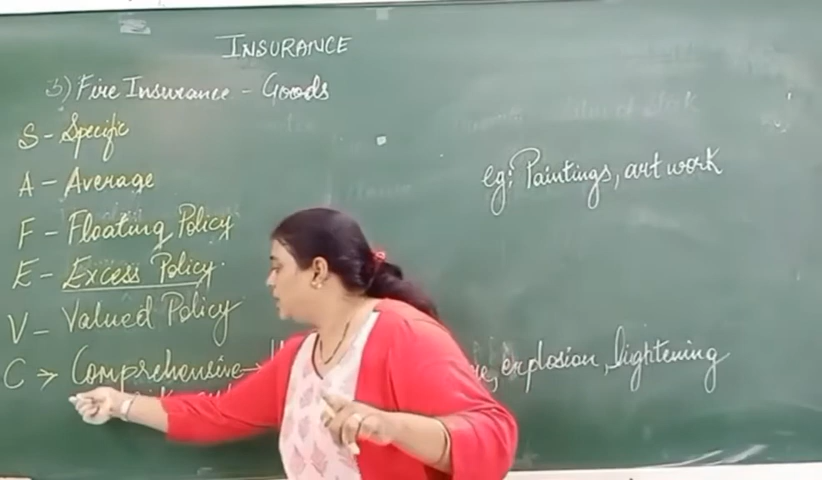 INSURANCE
3) Fire Insurance - Goods
S - Specific
A - Average
eg: Paintings, art work
F - Floating Policy
E - Excess Policy
V - Valued Policy
C → Comprehensive → explosion, lightening